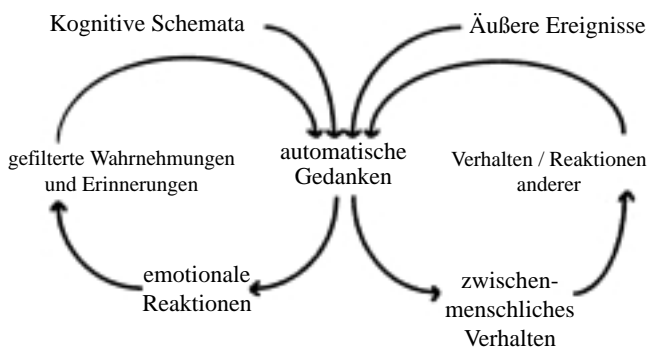 Kognitive Schemata
Äußere Ereignisse
gefilterte Wahrnehmungen
und Erinnerungen
automatische
Gedanken
Verhalten / Reaktionen
anderer
emotionale
Reaktionen
zwischen-
menschliches
Verhalten